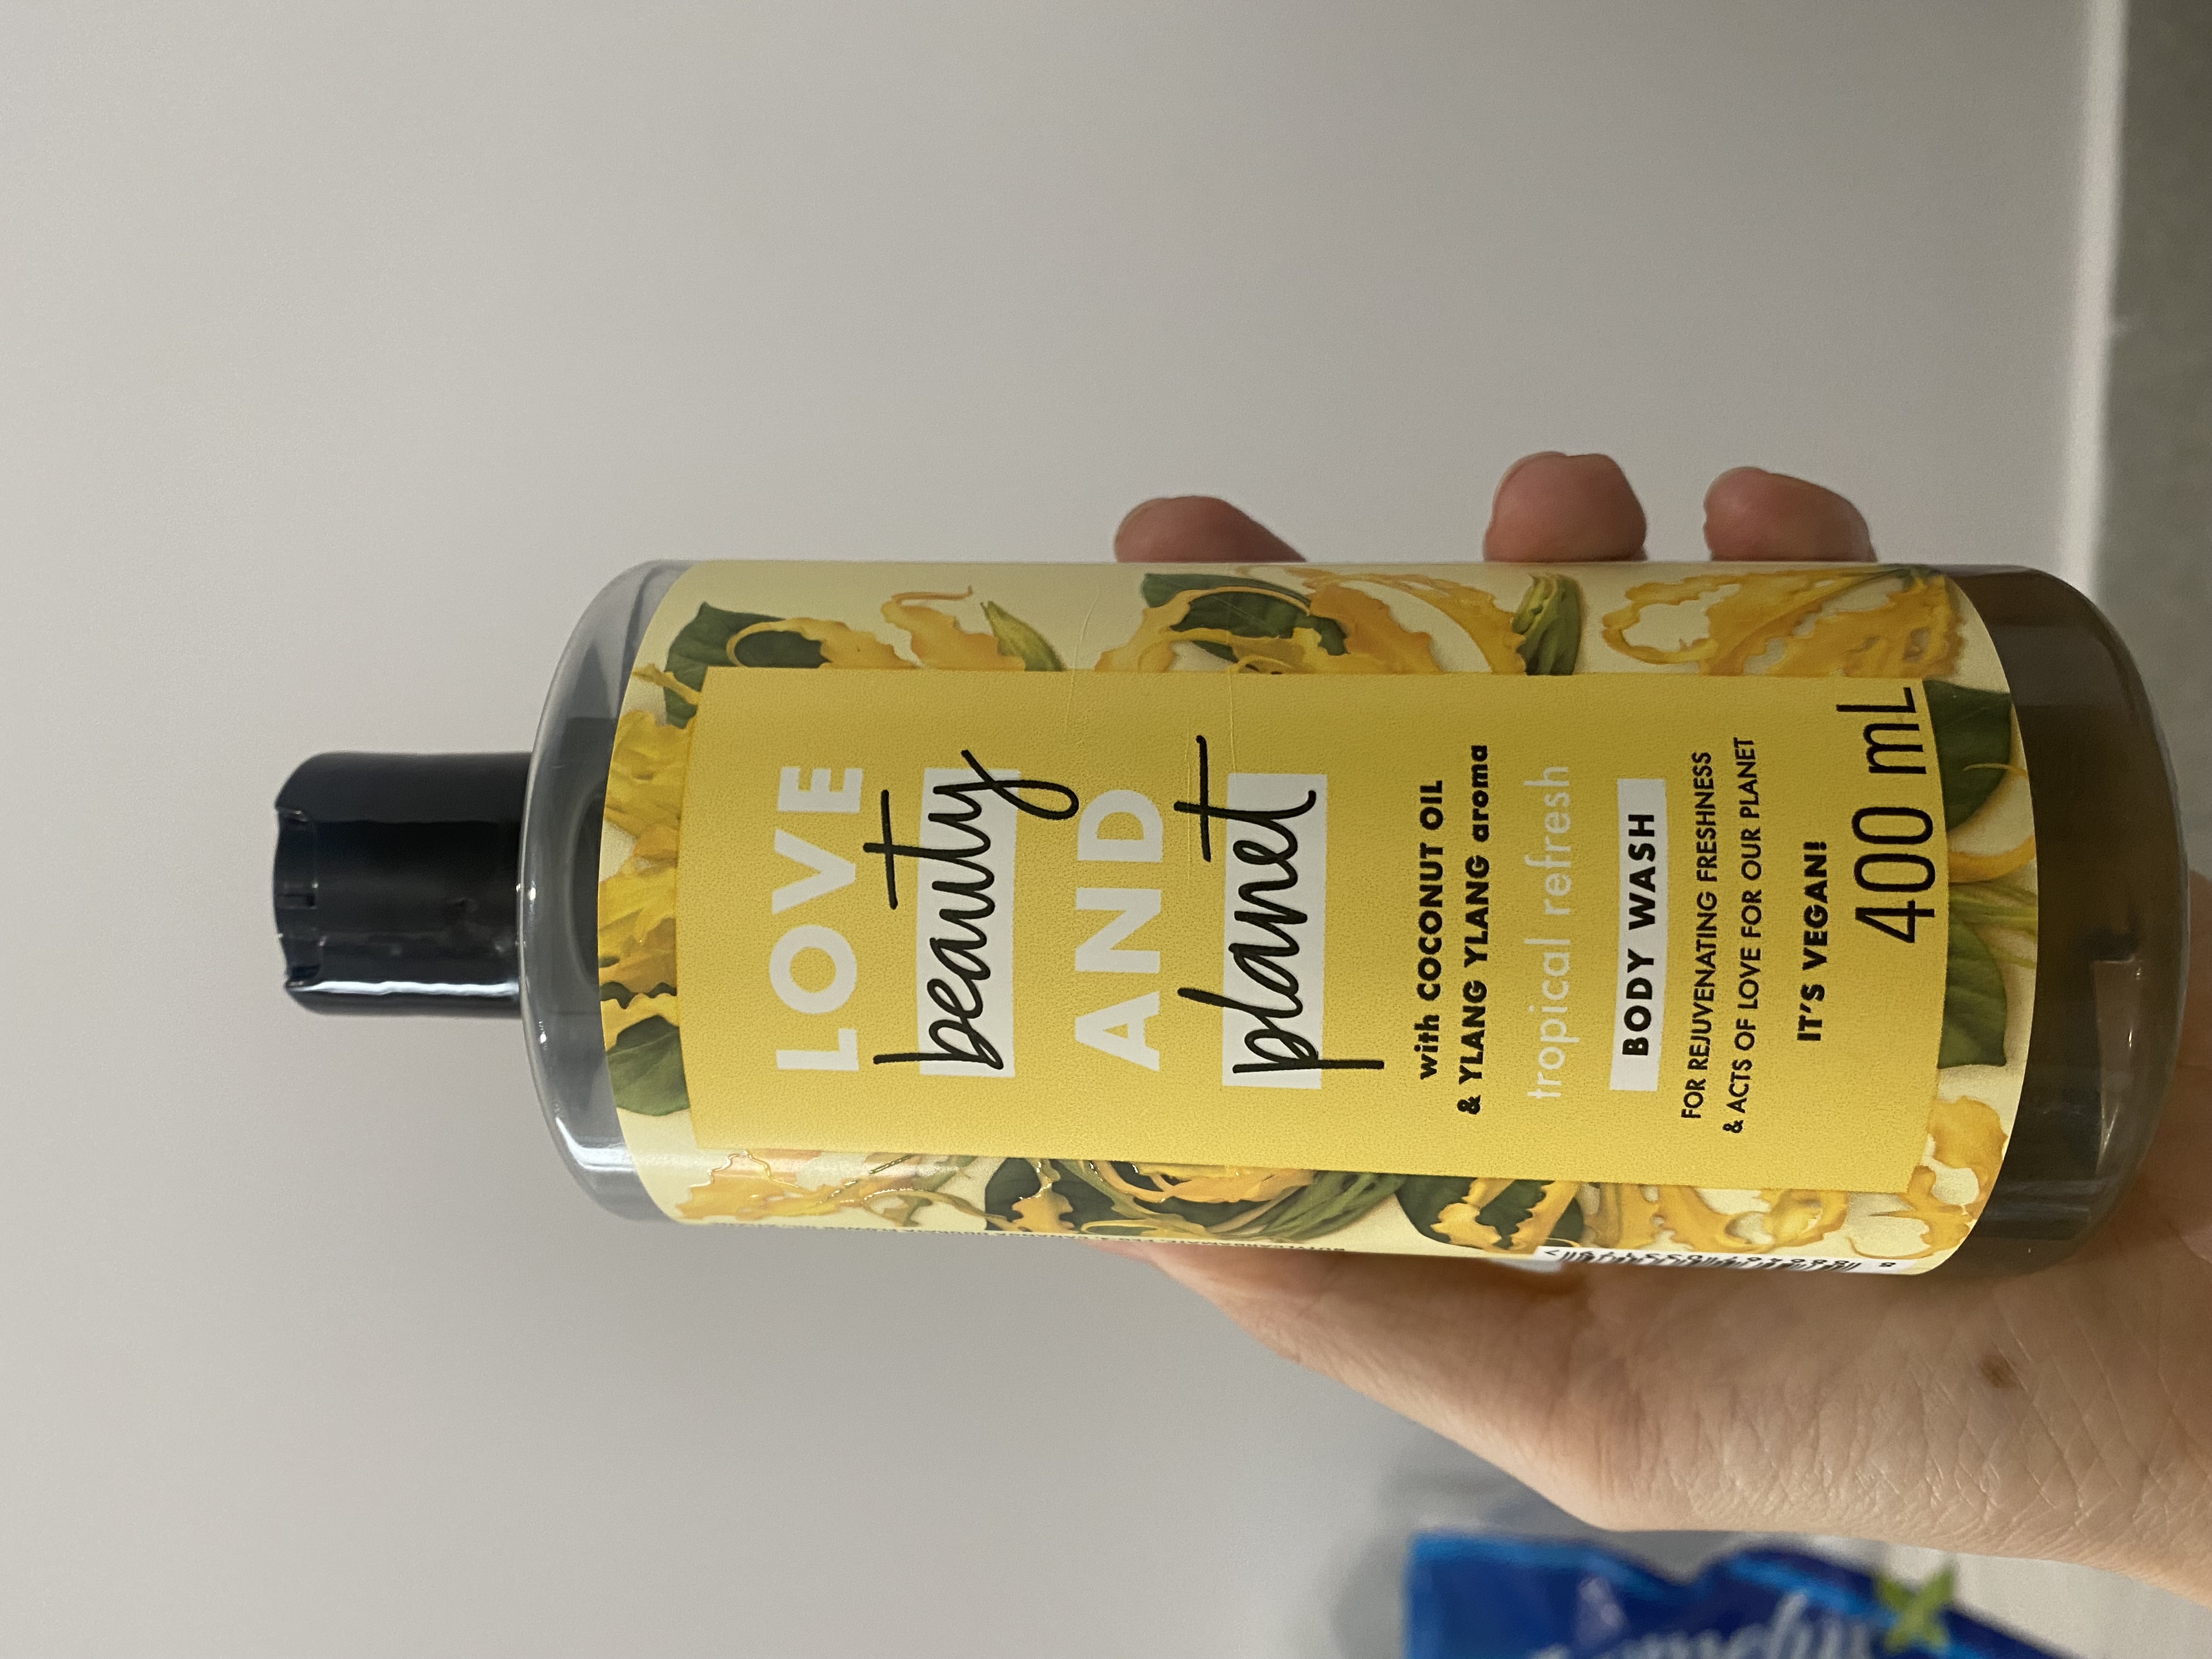 LOVE
beauty
AND
planet
with COCONUT OIL
& YLANG YLANG aroma
tropical refresh
BODY WASH
FOR REJUVENATING FRESHNESS
& ACTS OF LOVE FOR OUR PLANET
IT'S VEGAN!
400 mL